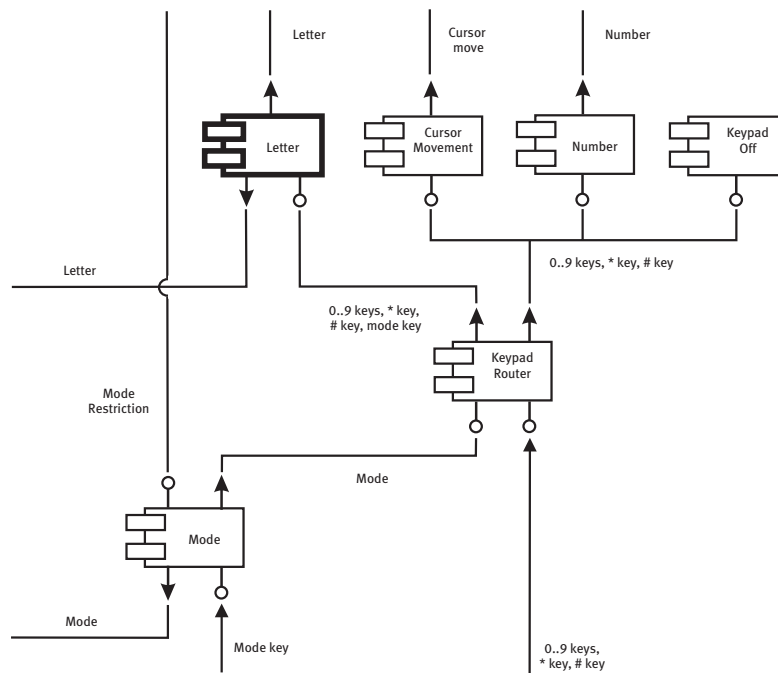 Letter
Cursor
move
Number
Letter
Cursor
Movement
Number
Keypad
Off
Letter
0..9 keys, * key, # key
0..9 keys, * key,
# key, mode key
Keypad
Router
Mode
Restriction
Mode
Mode
Mode
Mode key
0..9 keys,
* key, # key